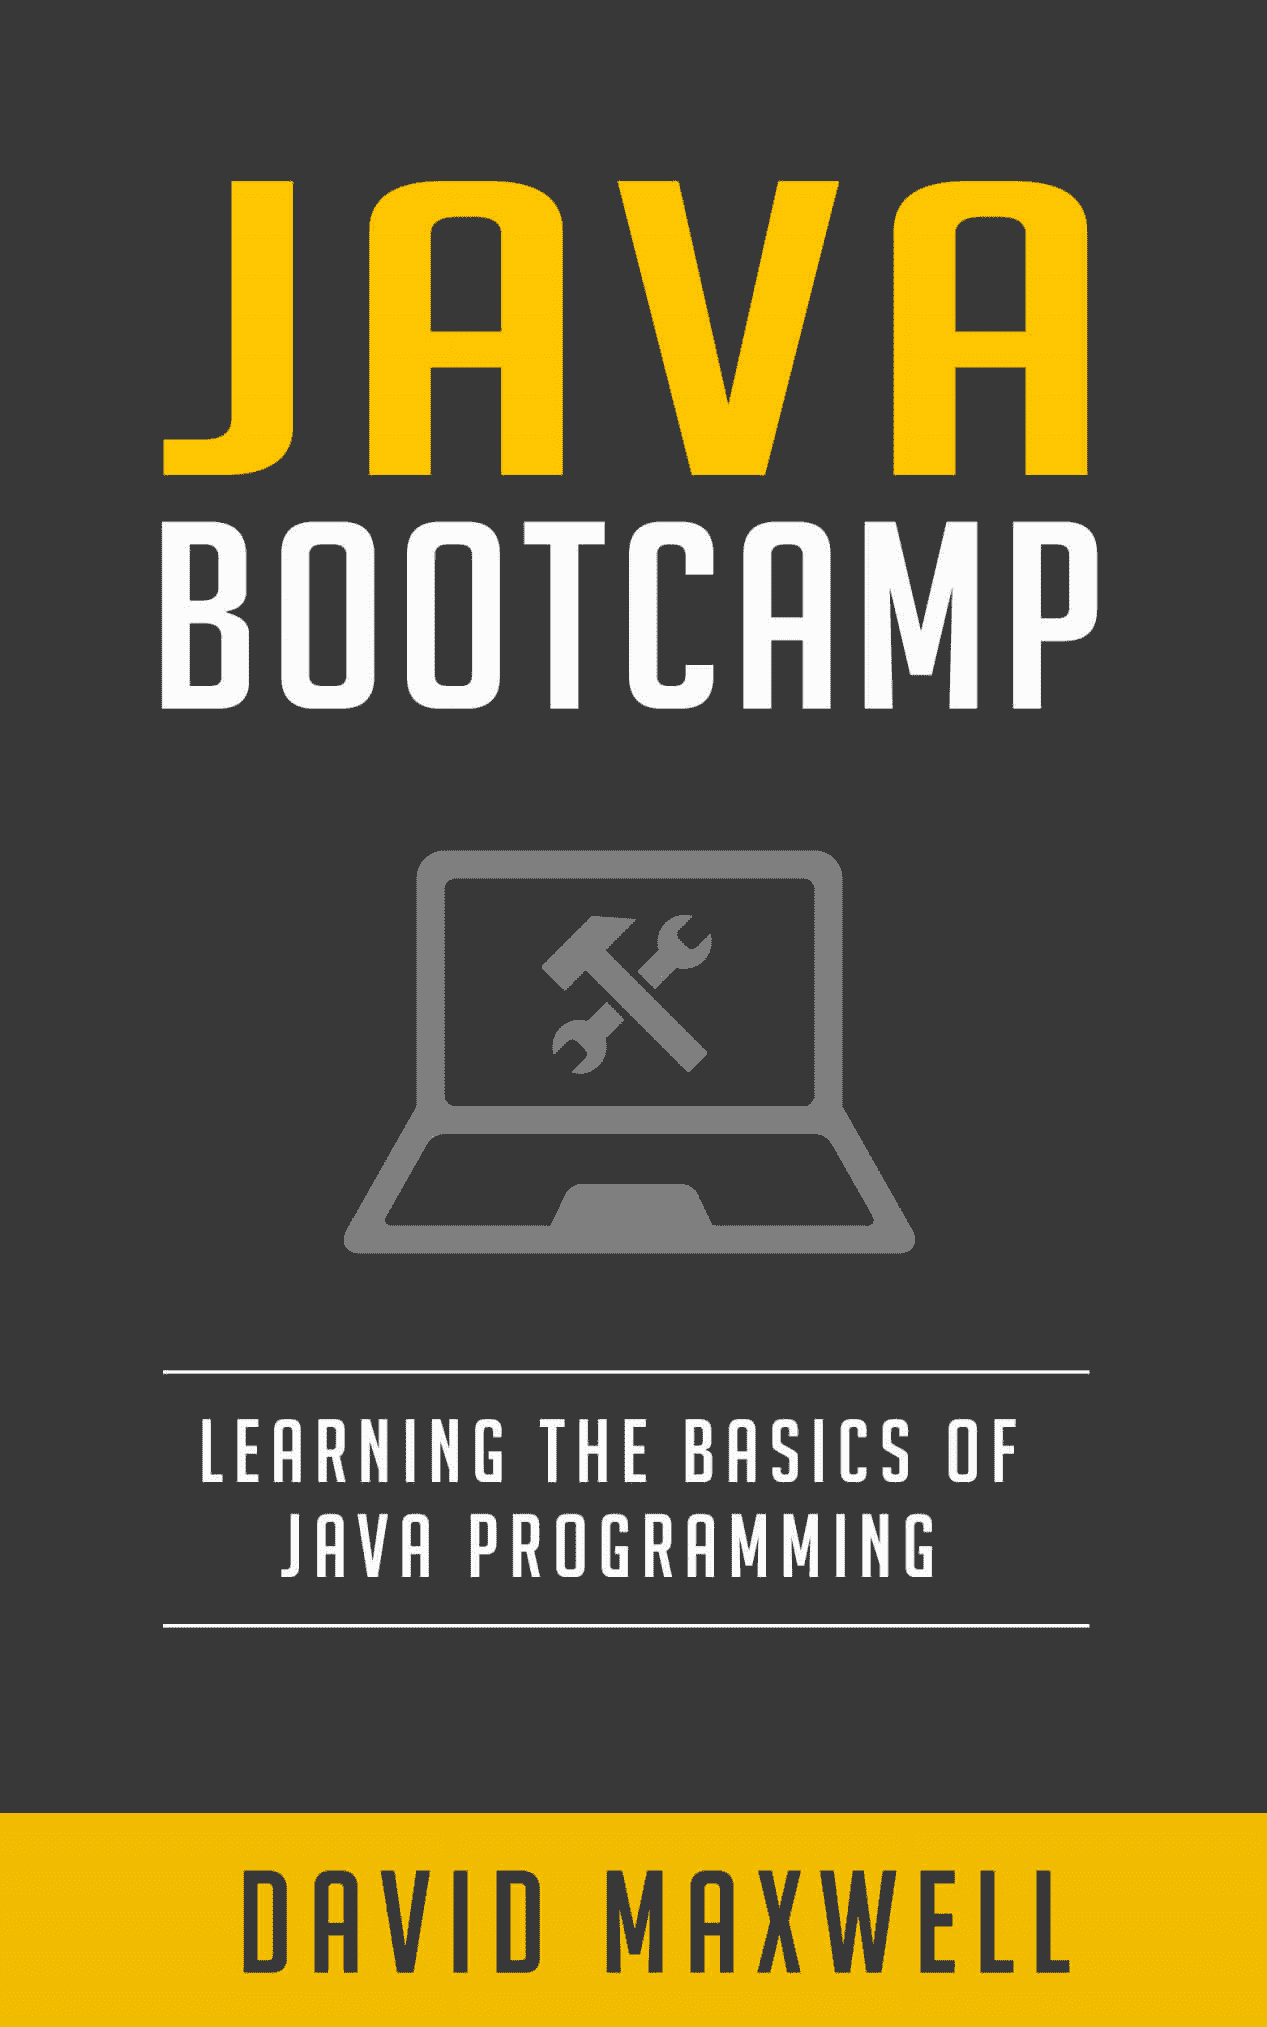 JAVA
BOOTCAMP
LEARNING THE BASICS OF
JAVA PROGRAMMING
DAVID MAXWELL